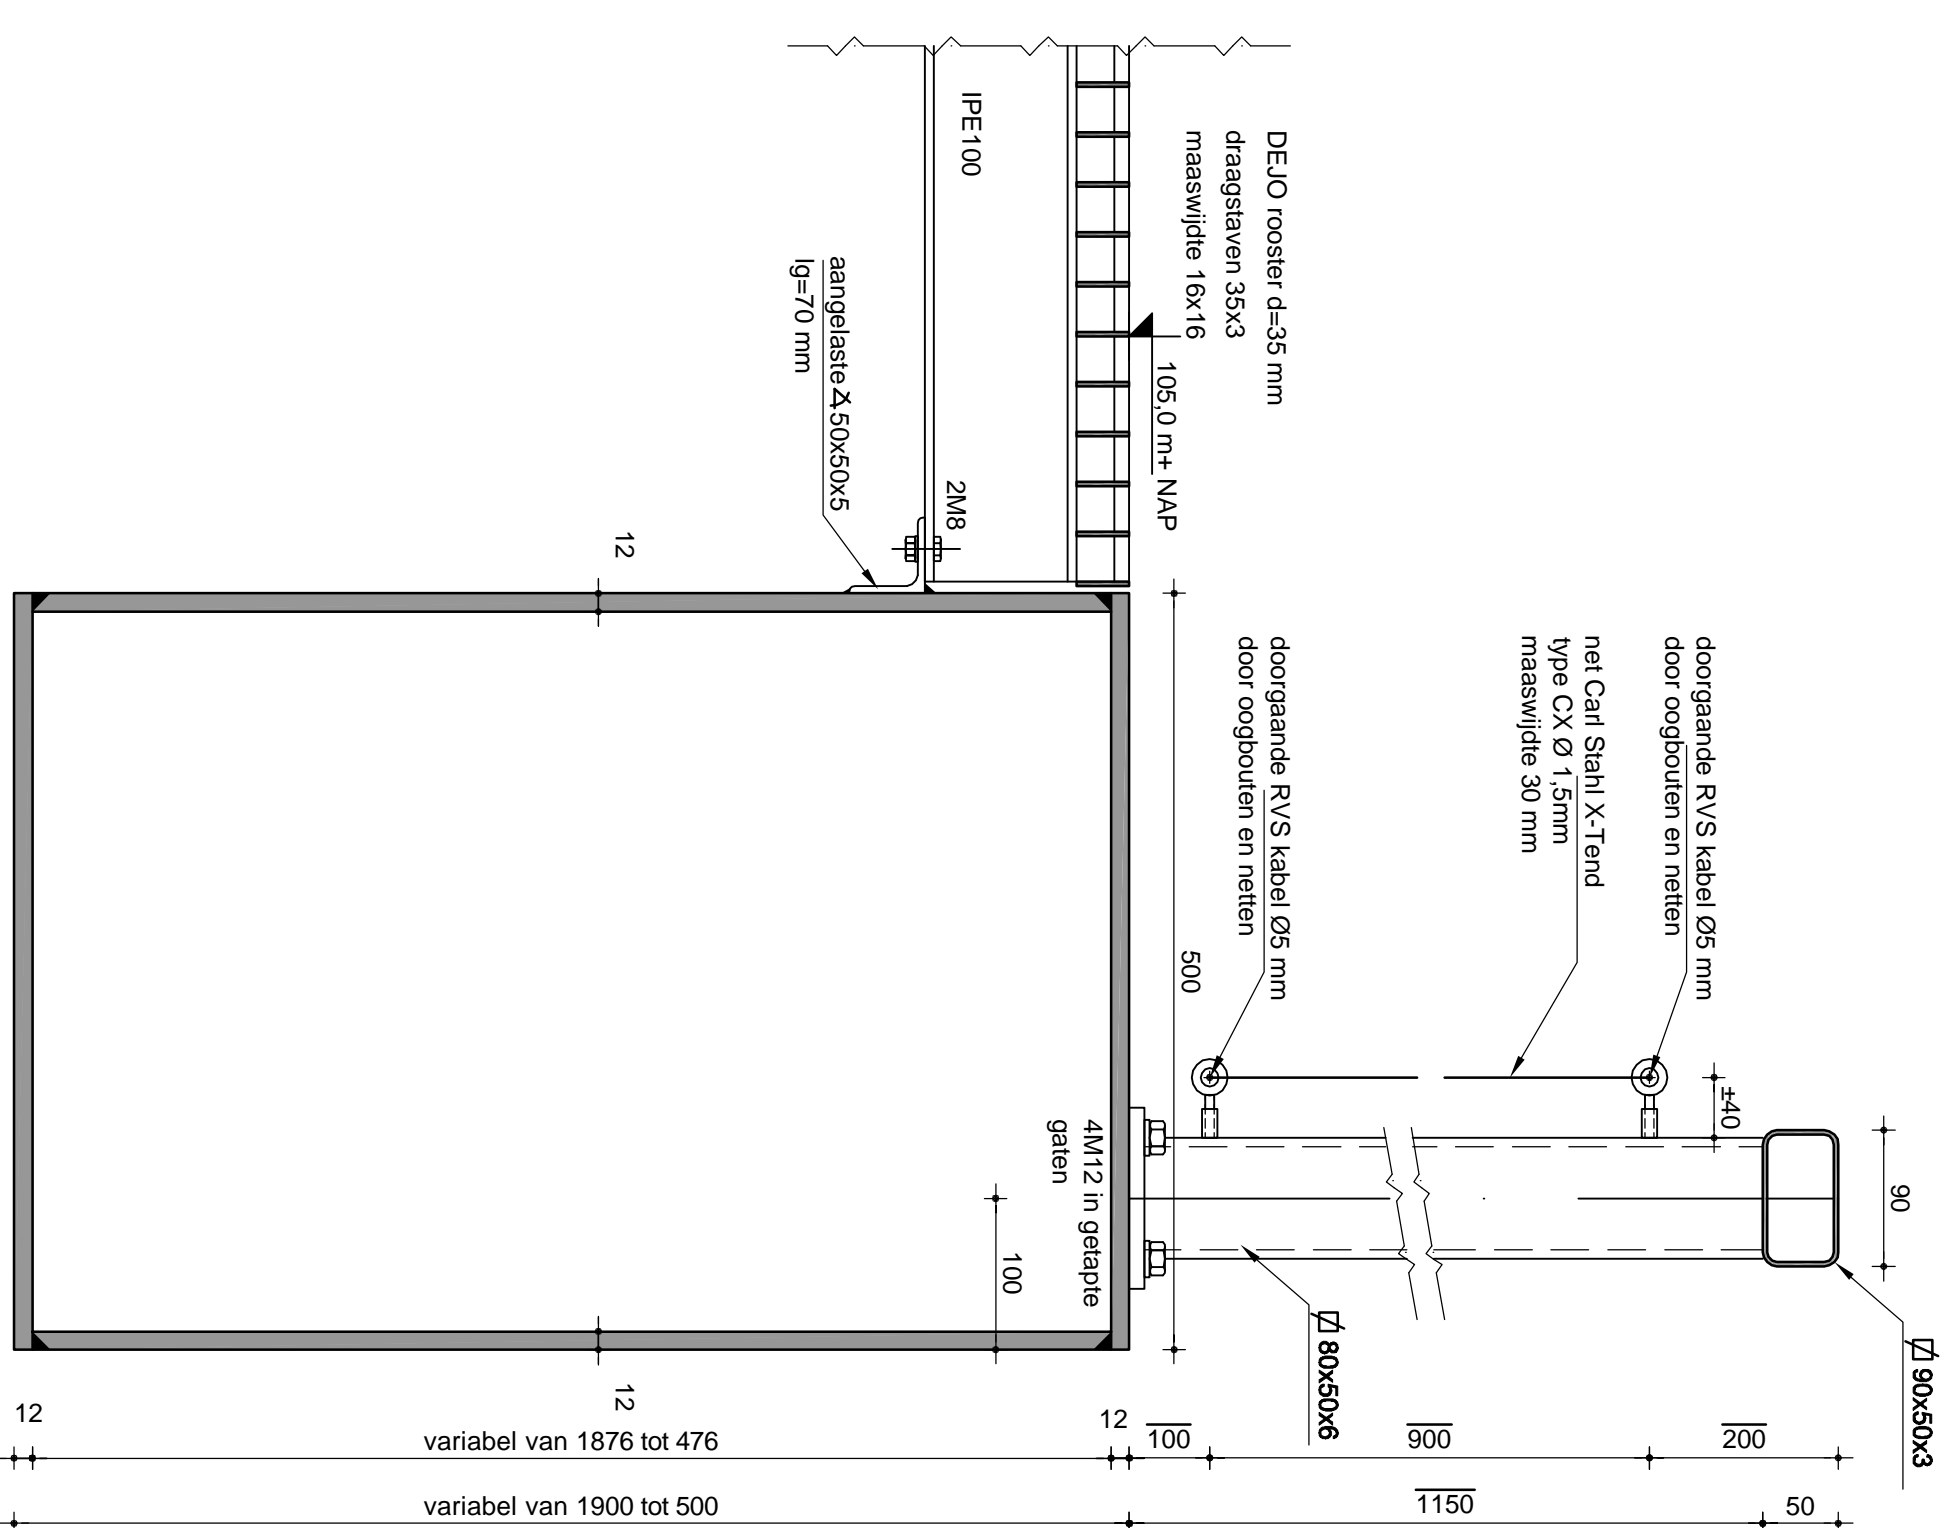 IPE100
DEJO rooster d=35 mm
draagstaven 35x3
maaswijdte 16x16
105,0 m+ NAP
aangelaste 50x50x5
lg=70 mm
2M8
12
doorgaande RVS kabel Ø5 mm
door oogbouten en netten
net Carl Stahl X-Tend
type CX Ø 1,5mm
maaswijdte 30 mm
doorgaande RVS kabel Ø5 mm
door oogbouten en netten
500
±40
90
4M12 in getapte
gaten
100
80x50x6
90x50x3
12
12
variabel van 1876 tot 476
12
100
900
200
variabel van 1900 tot 500
1150
50